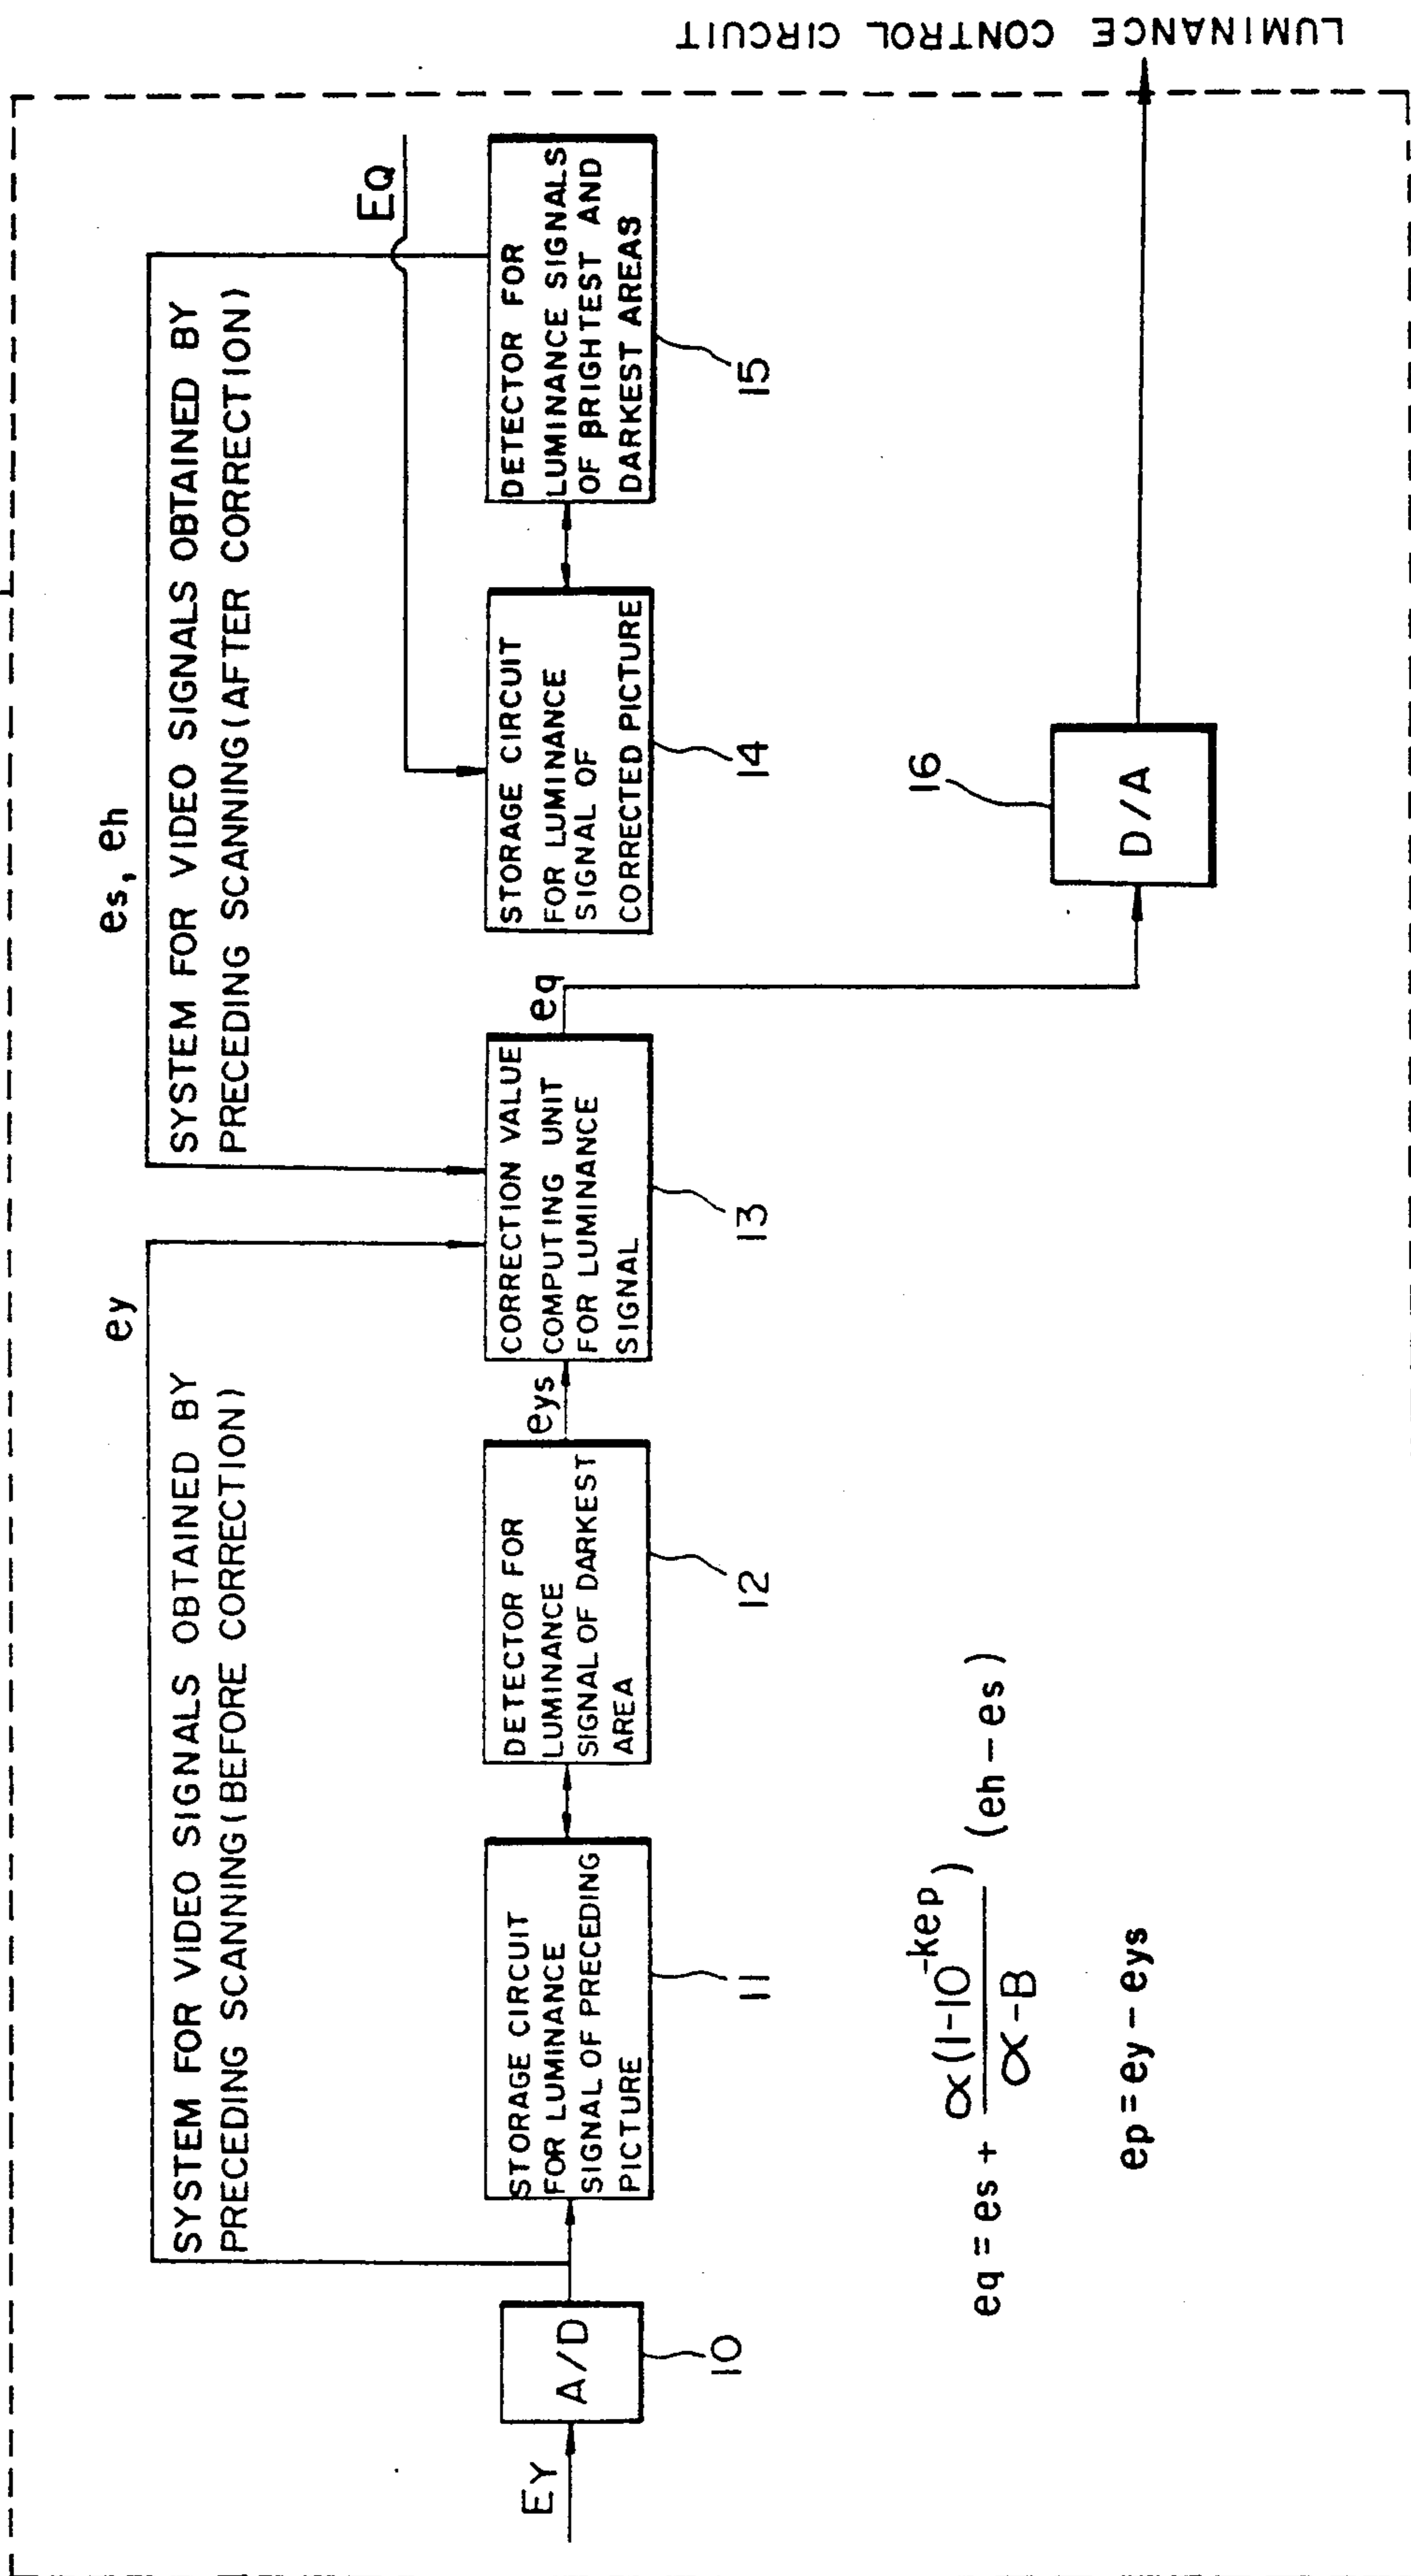 SYSTEM FOR VIDEO SIGNALS OBTAINED BY
PRECEDING SCANNING (BEFORE CORRECTION)
ey
es, eh
SYSTEM FOR VIDEO SIGNALS OBTAINED BY
PRECEDING SCANNING (AFTER CORRECTION)
EQ
EY
A/D
10
STORAGE CIRCUIT
FOR LUMINANCE
SIGNAL OF PRECEDING
PICTURE
11
DETECTOR FOR
LUMINANCE
SIGNAL OF DARKEST
AREA
12
eys
CORRECTION VALUE
COMPUTING UNIT
FOR LUMINANCE
SIGNAL
13
eq
STORAGE CIRCUIT
FOR LUMINANCE
SIGNAL OF
CORRECTED PICTURE
14
DETECTOR FOR
LUMINANCE SIGNALS
OF BRIGHTEST AND
DARKEST AREAS
15
16
D/A
LUMINANCE CONTROL CIRCUIT
eq = es + α(1-10^-kep) / α-B (eh - es)
ep = ey - eys